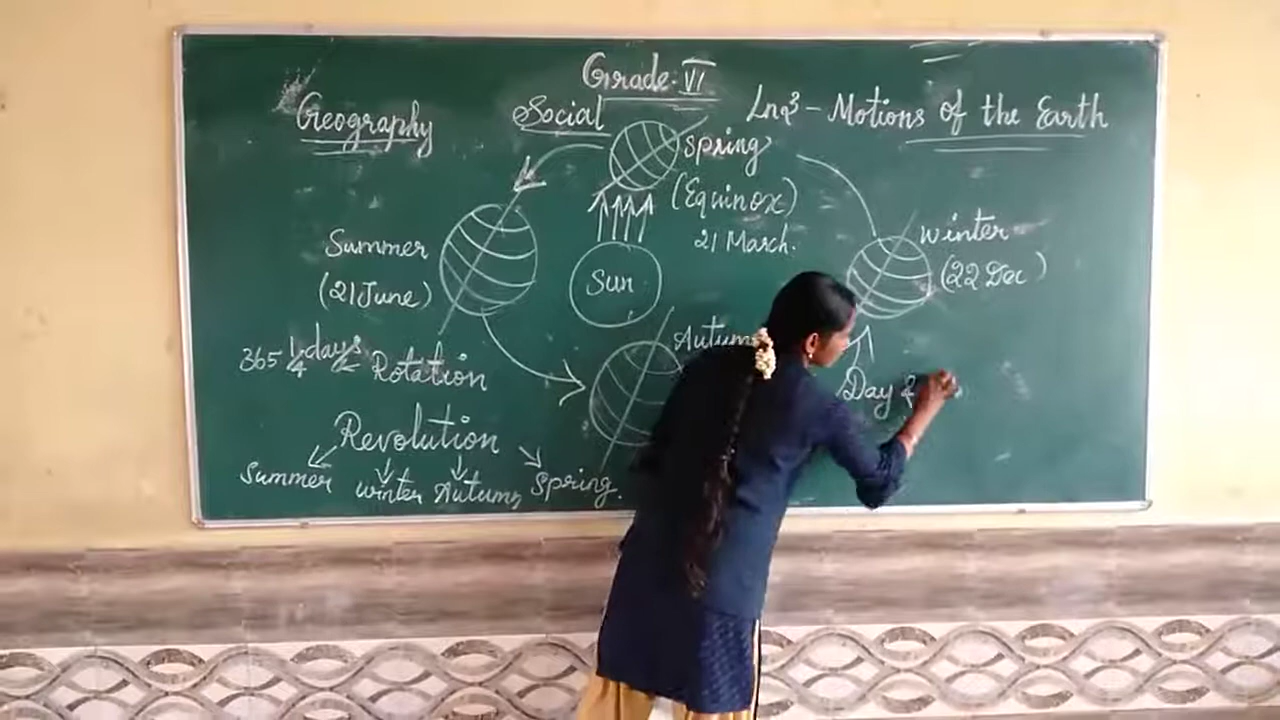 Grade: VI
Geography
Social
Ln 3 - Motions of the Earth
Spring
(Equinox)
21 March.
Summer
(21 June)
Sun
Winter
(22 Dec)
365 1/4 days
Rotation
Day &
Revolution
Summer
Winter
Autumn
Spring.